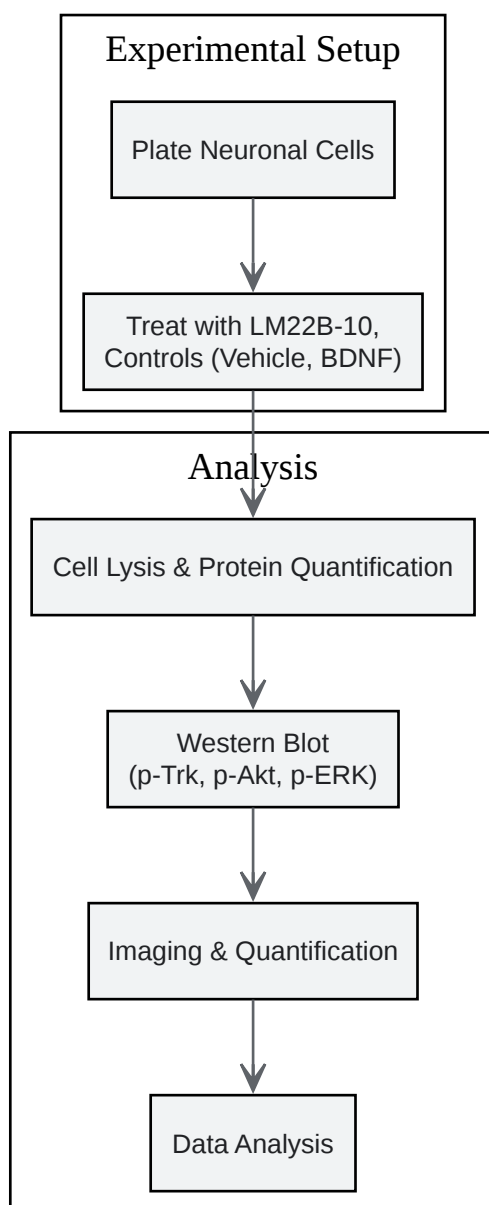 Experimental Setup
Plate Neuronal Cells
Treat with LM22B-10,
Controls (Vehicle, BDNF)
Analysis
Cell Lysis & Protein Quantification
Western Blot
(p-Trk, p-Akt, p-ERK)
Imaging & Quantification
Data Analysis